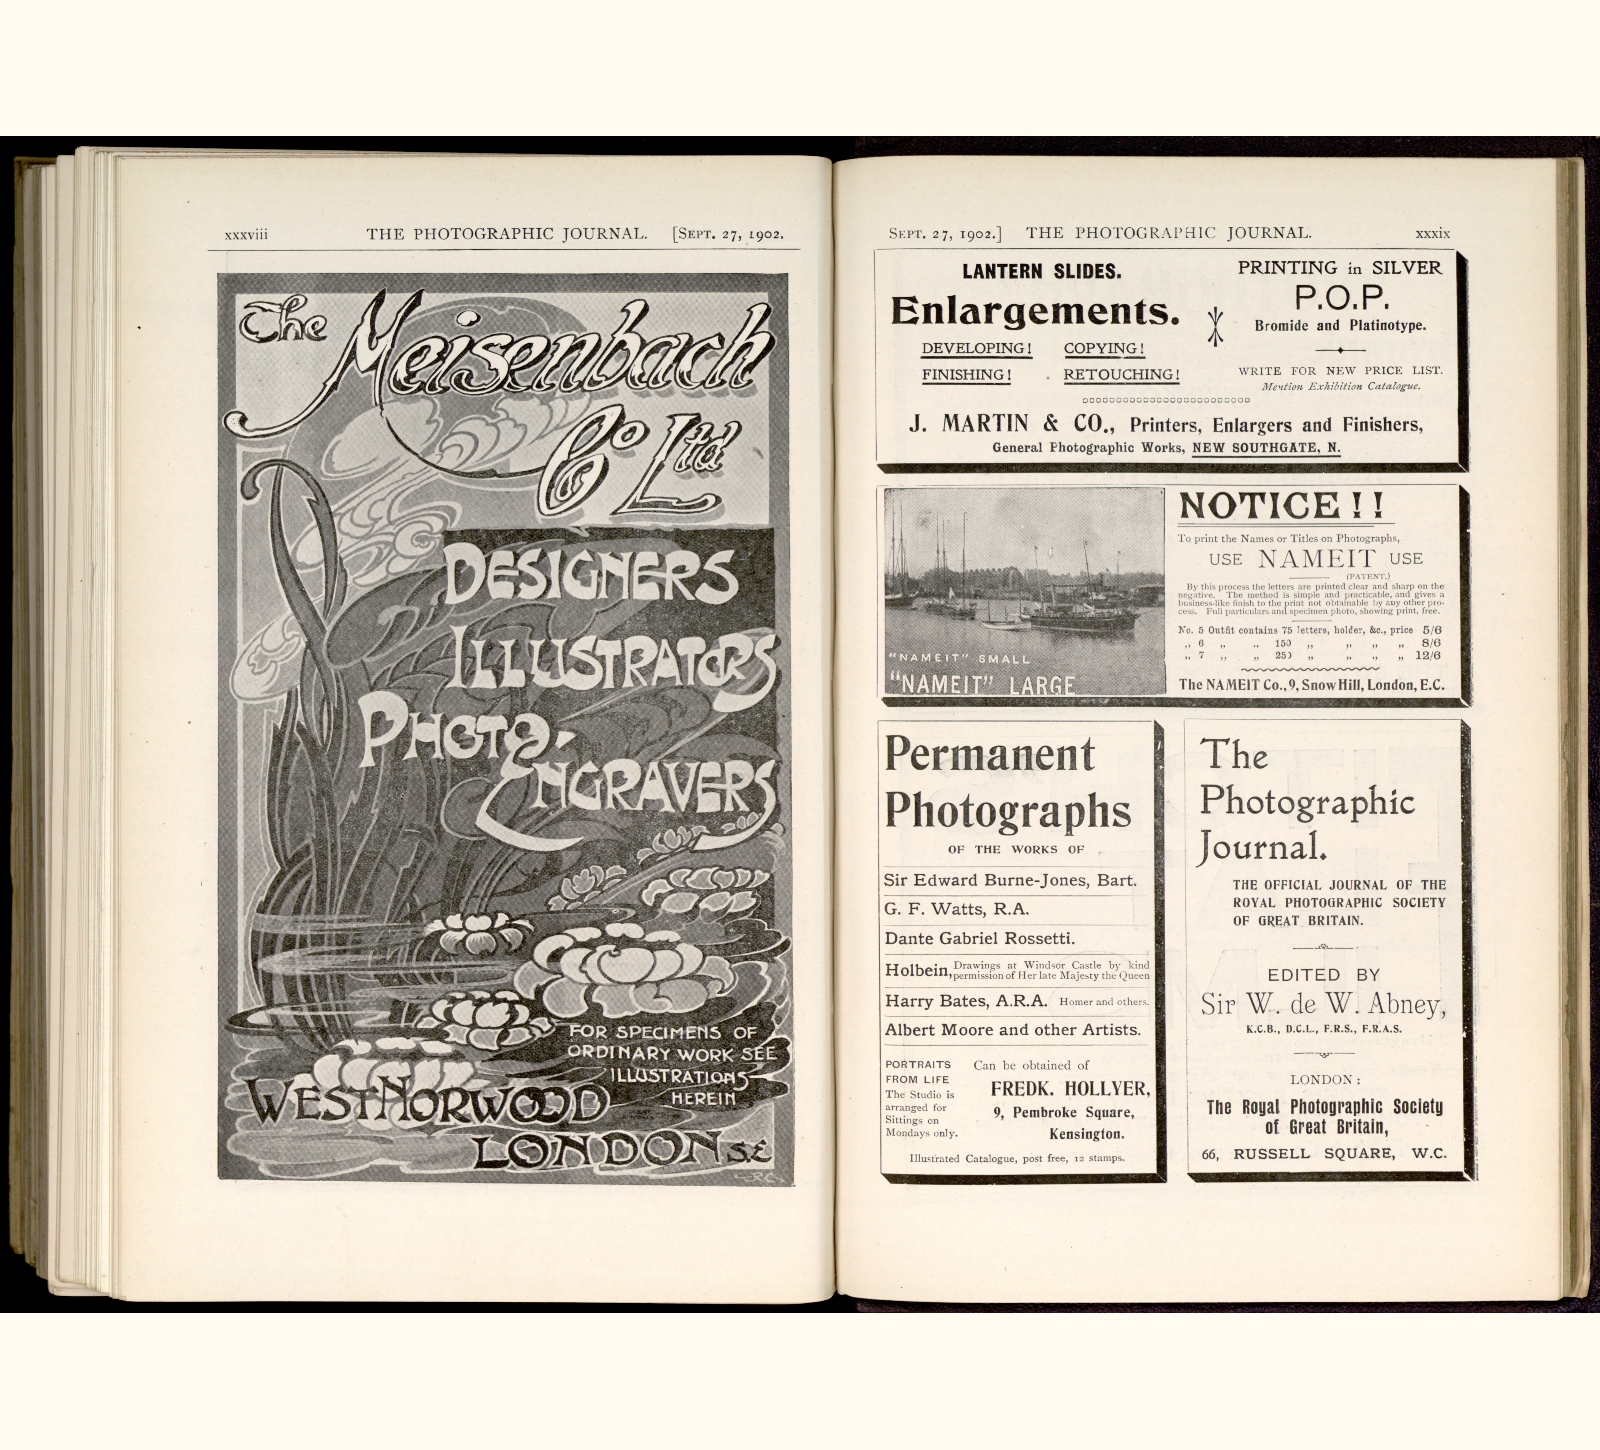 xxxviii THE PHOTOGRAPHIC JOURNAL. [SEPT. 27, 1902.
The Meisenbach
Co Ltd
DESIGNERS
ILLUSTRATORS
PHOTO-
ENGRAVERS
FOR SPECIMENS OF
ORDINARY WORK SEE
ILLUSTRATIONS
HEREIN
WEST NORWOOD
LONDON S.E
SEPT. 27, 1902.] THE PHOTOGRAPHIC JOURNAL. xxxix
LANTERN SLIDES.
Enlargements.
DEVELOPING! COPYING!
FINISHING! RETOUCHING!
PRINTING in SILVER
P.O.P.
Bromide and Platinotype.
WRITE FOR NEW PRICE LIST.
Mention Exhibition Catalogue.
J. MARTIN & CO., Printers, Enlargers and Finishers,
General Photographic Works, NEW SOUTHGATE, N.
"NAMEIT" SMALL
"NAMEIT" LARGE
NOTICE!!
To print the Names or Titles on Photographs,
USE NAMEIT USE
(PATENT.)
By this process the letters are printed clear and sharp on the
negative. The method is simple and practicable, and gives a
business-like finish to the print not obtainable by any other pro-
cess. Full particulars and specimen photo, showing print, free.
No. 5 Outfit contains 75 letters, holder, &c., price 5/6
„ 6 „ „ 150 „ „ „ „ 8/6
„ 7 „ „ 250 „ „ „ „ 12/6
The NAMEIT Co., 9, Snow Hill, London, E.C.
Permanent
Photographs
OF THE WORKS OF
Sir Edward Burne-Jones, Bart.
G. F. Watts, R.A.
Dante Gabriel Rossetti.
Holbein, Drawings at Windsor Castle by kind
permission of Her late Majesty the Queen
Harry Bates, A.R.A. Homer and others.
Albert Moore and other Artists.
PORTRAITS
FROM LIFE
The Studio is
arranged for
Sittings on
Mondays only.
Can be obtained of
FREDK. HOLLYER,
9, Pembroke Square,
Kensington.
Illustrated Catalogue, post free, 12 stamps.
The
Photographic
Journal.
THE OFFICIAL JOURNAL OF THE
ROYAL PHOTOGRAPHIC SOCIETY
OF GREAT BRITAIN.
EDITED BY
Sir W. de W. Abney,
K.C.B., D.C.L., F.R.S., F.R.A.S.
LONDON:
The Royal Photographic Society
of Great Britain,
66, RUSSELL SQUARE, W.C.